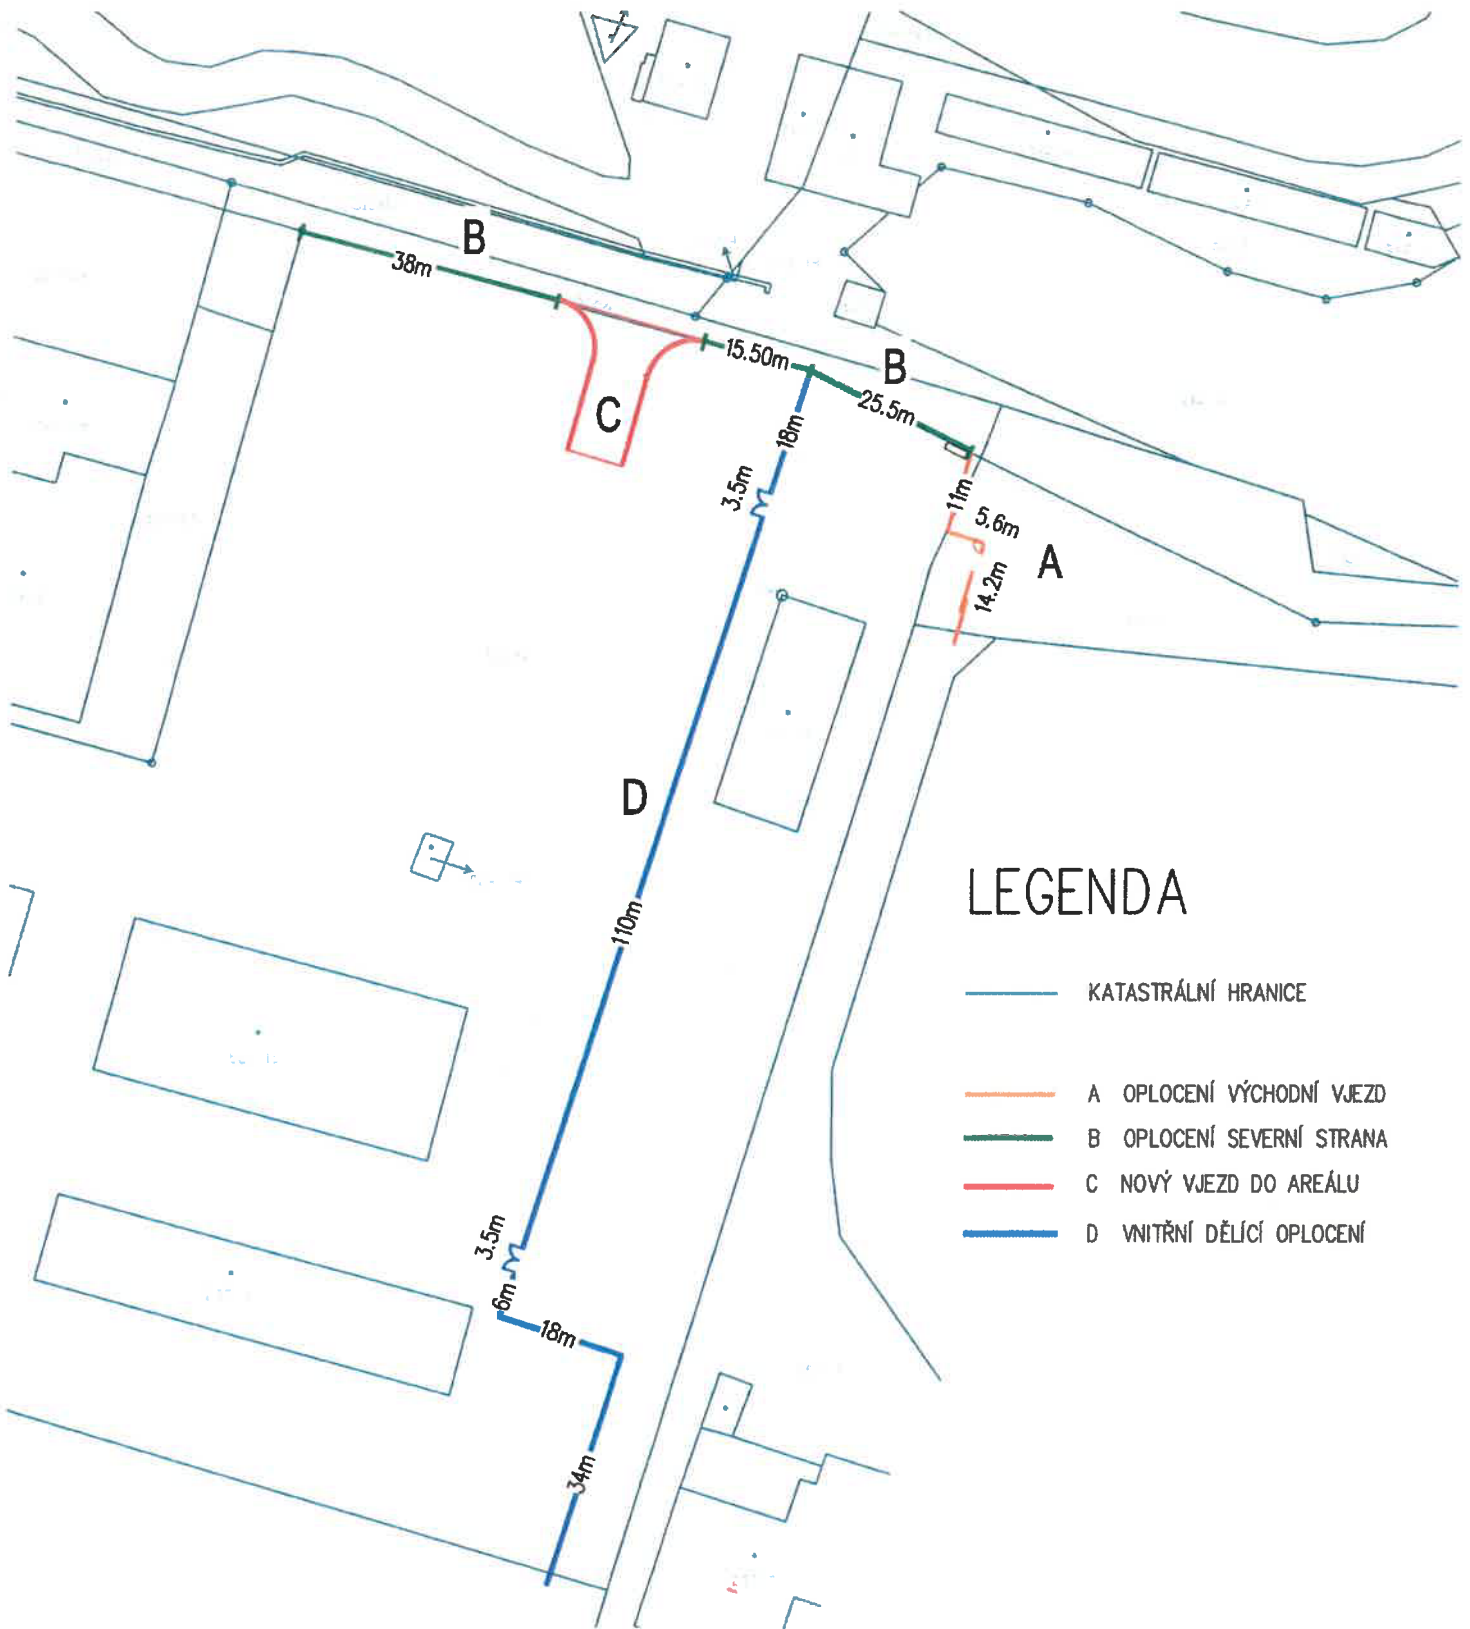 B
38m
15.50m
B
25.5m
C
18m
3.5m
11m
5.6m
A
14.2m
D
110m
LEGENDA
KATASTRÁLNÍ HRANICE
A OPLOCENÍ VÝCHODNÍ VJEZD
B OPLOCENÍ SEVERNÍ STRANA
C NOVÝ VJEZD DO AREÁLU
D VNITŘNÍ DĚLÍCÍ OPLOCENÍ
3.5m
6m
18m
34m